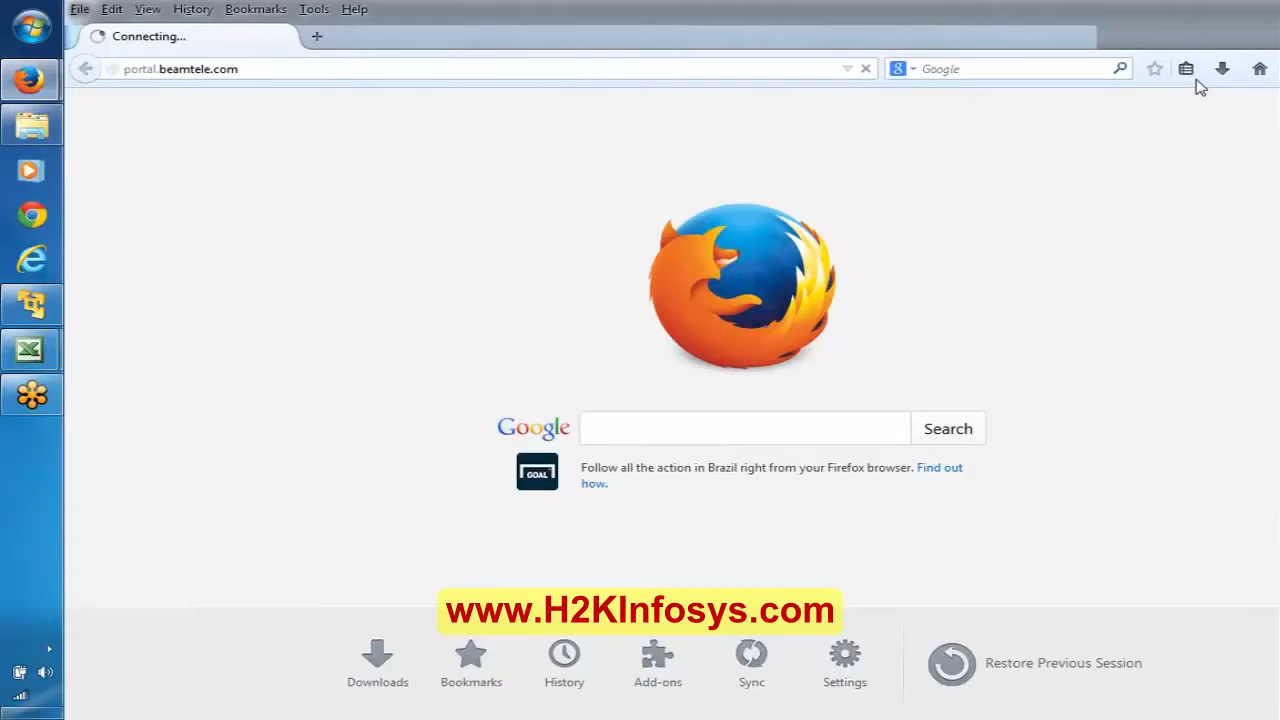 File Edit View History Bookmarks Tools Help
Connecting...
portal.beamtele.com
Google
Google
Search
GOAL
Follow all the action in Brazil right from your Firefox browser. Find out
how.
www.H2KInfosys.com
Downloads
Bookmarks
History
Add-ons
Sync
Settings
Restore Previous Session